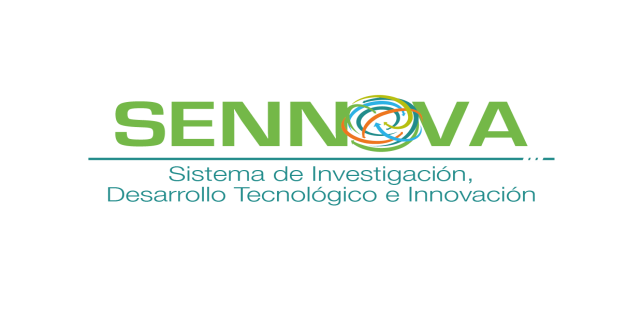 SENNOVA
Sistema de Investigación,
Desarrollo Tecnológico e Innovación